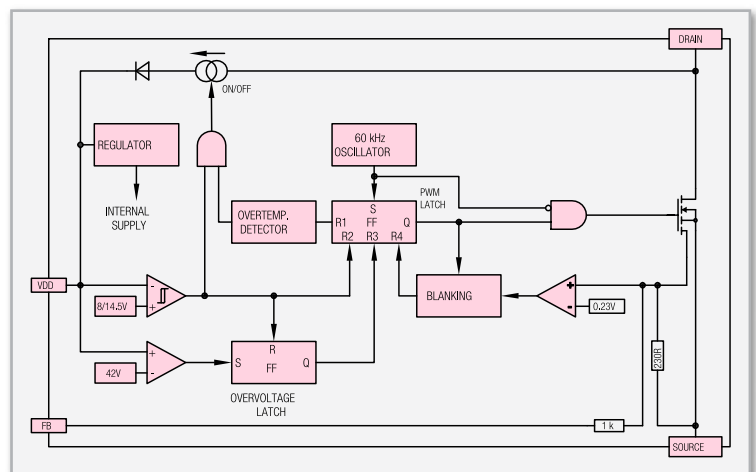 DRAIN
ON/OFF
REGULATOR
60 kHz
OSCILLATOR
INTERNAL
SUPPLY
OVERTEMP.
DETECTOR
PWM
LATCH
S
R1 FF Q
R2 R3 R4
VDD
-
8/14.5V
+
BLANKING
+
-
0.23V
230R
R
S Q
FF
+
42V
-
OVERVOLTAGE
LATCH
FB
1 k
SOURCE